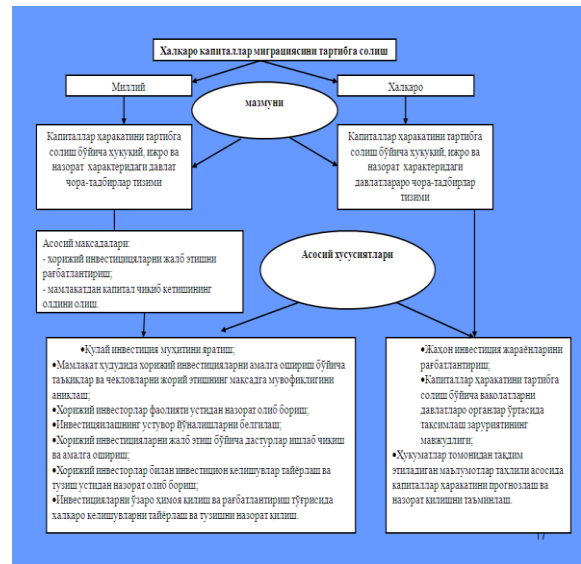 Халқаро капиталлар миграциясини тартибга солиш
Миллий
Халқаро
мазмуни
Капиталлар ҳаракатини тартибга
солиш бўйича ҳуқуқий, ижро ва
назорат характеридаги давлат
чора-тадбирлар тизими
Капиталлар ҳаракатини тартибга
солиш бўйича ҳуқуқий, ижро ва
назорат характеридаги
давлатлараро чора-тадбирлар
тизими
Асосий мақсадалари:
- хорижий инвестицицяларни жалб этишни
рағбатлантириш;
- мамлакатдан капитал чиқиб кетишининг
олдини олиш.
Асосий хусусиятлари
•Қулай инвестиция муҳитини яратиш;
•Мамлакат ҳудудида хорижий инвестицияларни амалга ошириш бўйича
таъқиқлар ва чекловларни жорий этишнинг мақсадга мувофиқлигини
аниқлаш;
•Хорижий инвесторлар фаолияти устидан назорат олиб бориш;
•Инвестициялашнинг устувор йўналишларни белгилаш;
•Хорижий инвестицияларни жалб этиш бўйича дастурлар ишлаб чиқиш
ва амалга ошириш;
•Хорижий инвесторлар билан инвестицион келишувлар тайёрлаш ва
тузиш устидан назорат олиб бориш;
•Инвестицияларни ўзаро ҳимоя қилиш ва рағбатлантириш тўғрисида
халқаро келишувларни тайёрлаш ва тузишни назорат қилиш.
•Жаҳон инвестиция жараёнларини
рағбатлантириш;
•Капиталлар ҳаракатини тартибга
солиш бўйича ваколатларни
давлатларо органлар ўртасида
тақсимлаш заруриятининг
мавжудлиги;
•Ҳукуматлар томонидан тақдим
этиладиган маълумотлар таҳлили асосида
капиталлар ҳаракатини прогнозлаш ва
назорат қилишни таъминлаш.
17